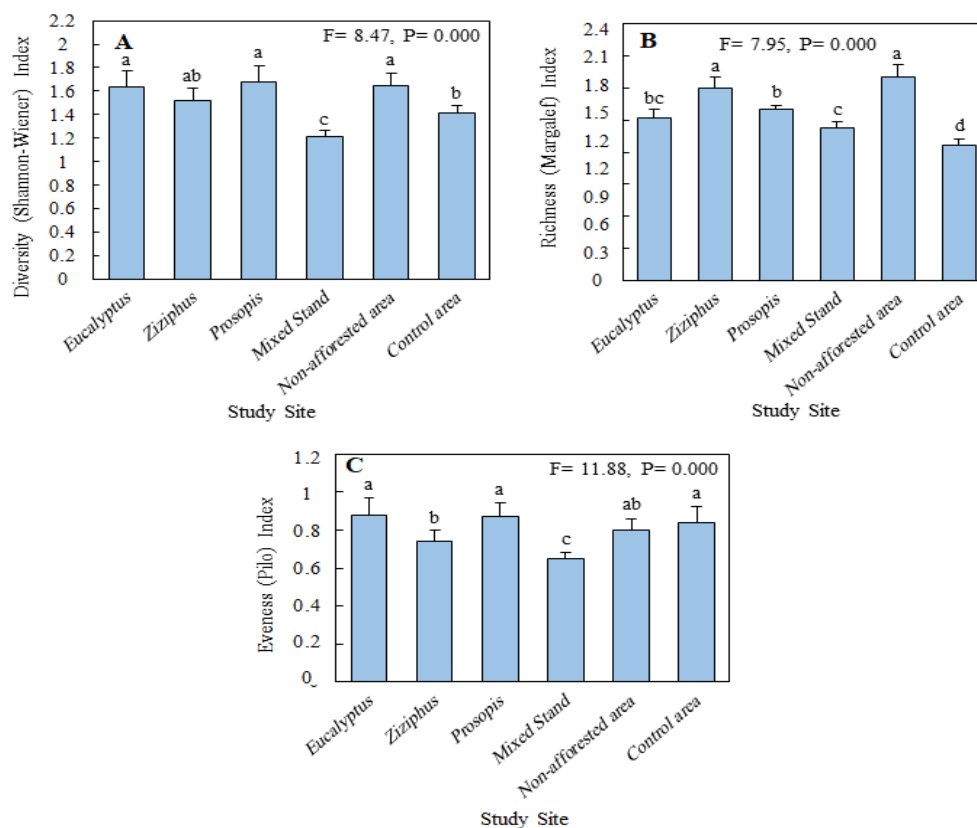 A
F= 8.47, P= 0.000
Diversity (Shannon-Wiener) Index
2.2
2
1.8
1.6
1.4
1.2
1
0.8
0.6
0.4
0.2
0
a
ab
a
c
a
b
Eucalyptus
Ziziphus
Prosopis
Mixed Stand
Non-afforested area
Control area
Study Site
B
F= 7.95, P= 0.000
Richness (Margalef) Index
2.4
2.1
1.8
1.5
1.2
0.9
0.6
0.3
0
bc
a
b
c
a
d
Eucalyptus
Ziziphus
Prosopis
Mixed Stand
Non-afforested area
Control area
Study Site
C
F= 11.88, P= 0.000
Eveness (Pilo) Index
1.2
1
0.8
0.6
0.4
0.2
0
a
b
a
c
ab
a
Eucalyptus
Ziziphus
Prosopis
Mixed Stand
Non-afforested area
Control area
Study Site